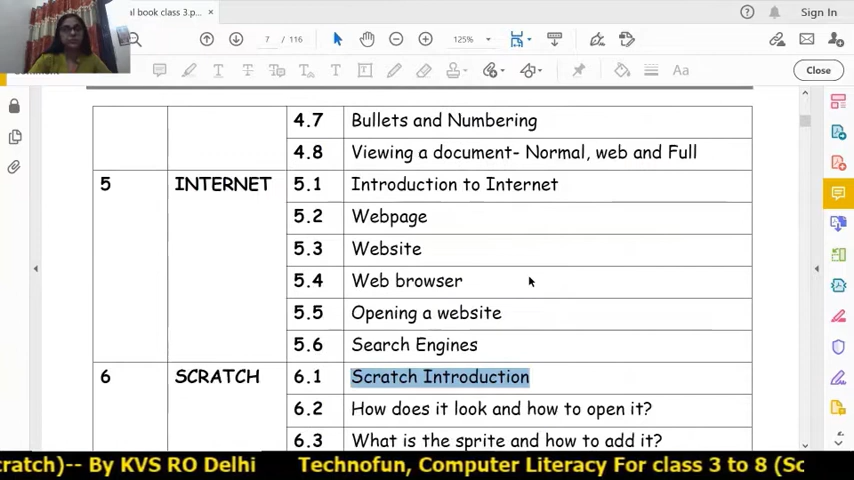 al book class 3.p... ×
Sign In
7 / 116
125%
Close
4.7 Bullets and Numbering
4.8 Viewing a document- Normal, web and Full
5 INTERNET 5.1 Introduction to Internet
5.2 Webpage
5.3 Website
5.4 Web browser
5.5 Opening a website
5.6 Search Engines
6 SCRATCH 6.1 Scratch Introduction
6.2 How does it look and how to open it?
6.3 What is the sprite and how to add it?
cratch)-- By KVS RO Delhi Technofun, Computer Literacy For class 3 to 8 (Sc